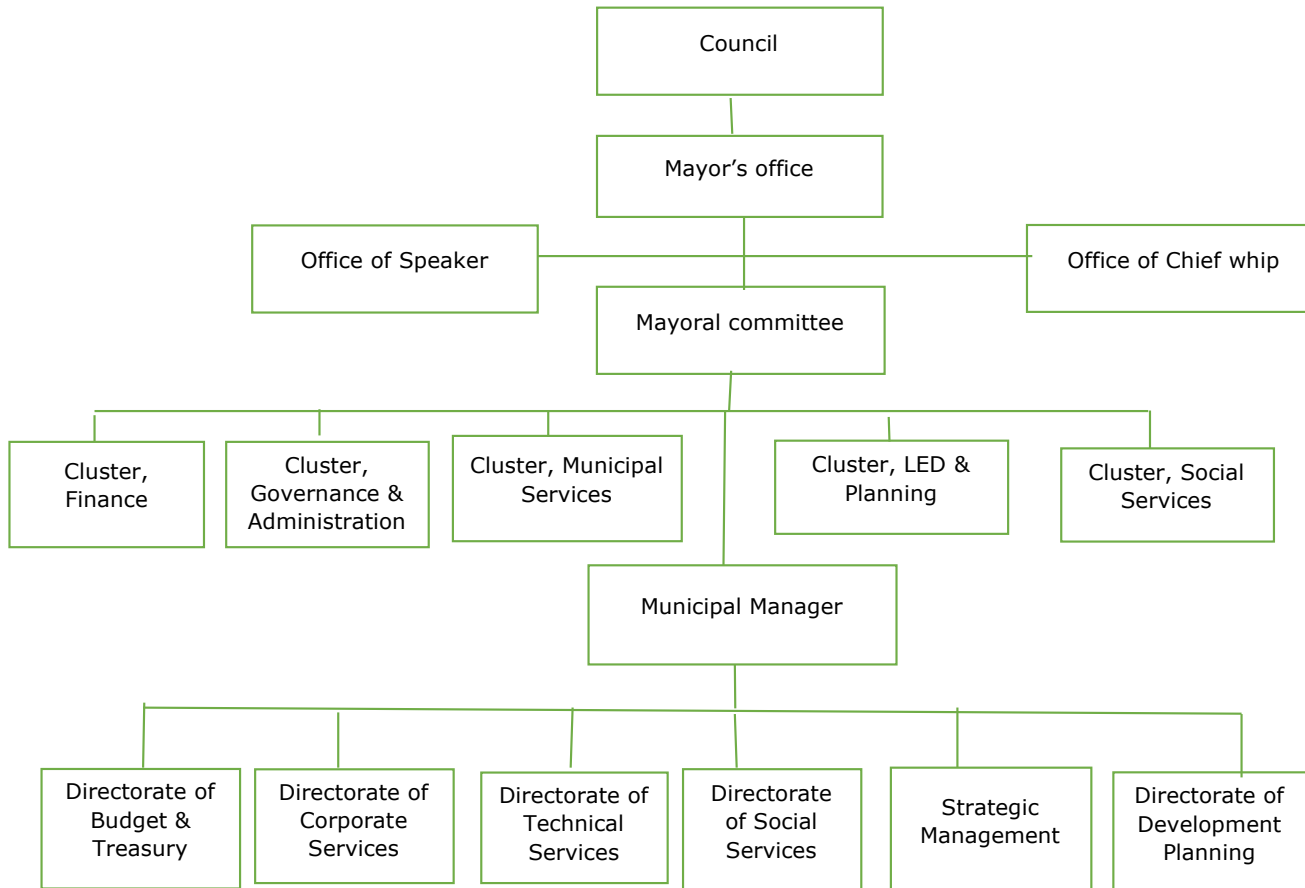 Council
Mayor’s office
Office of Speaker
Office of Chief whip
Mayoral committee
Cluster,
Finance
Cluster,
Governance &
Administration
Cluster, Municipal
Services
Cluster, LED &
Planning
Cluster, Social
Services
Municipal Manager
Directorate of
Budget &
Treasury
Directorate of
Corporate
Services
Directorate of
Technical
Services
Directorate
of Social
Services
Strategic
Management
Directorate of
Development
Planning